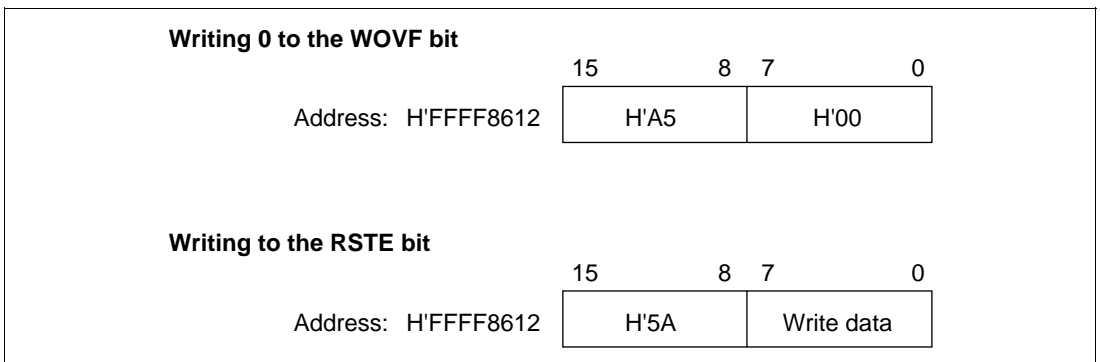 Writing 0 to the WOVF bit
15 8 7 0
Address: H'FFFF8612 H'A5 H'00
Writing to the RSTE bit
15 8 7 0
Address: H'FFFF8612 H'5A Write data